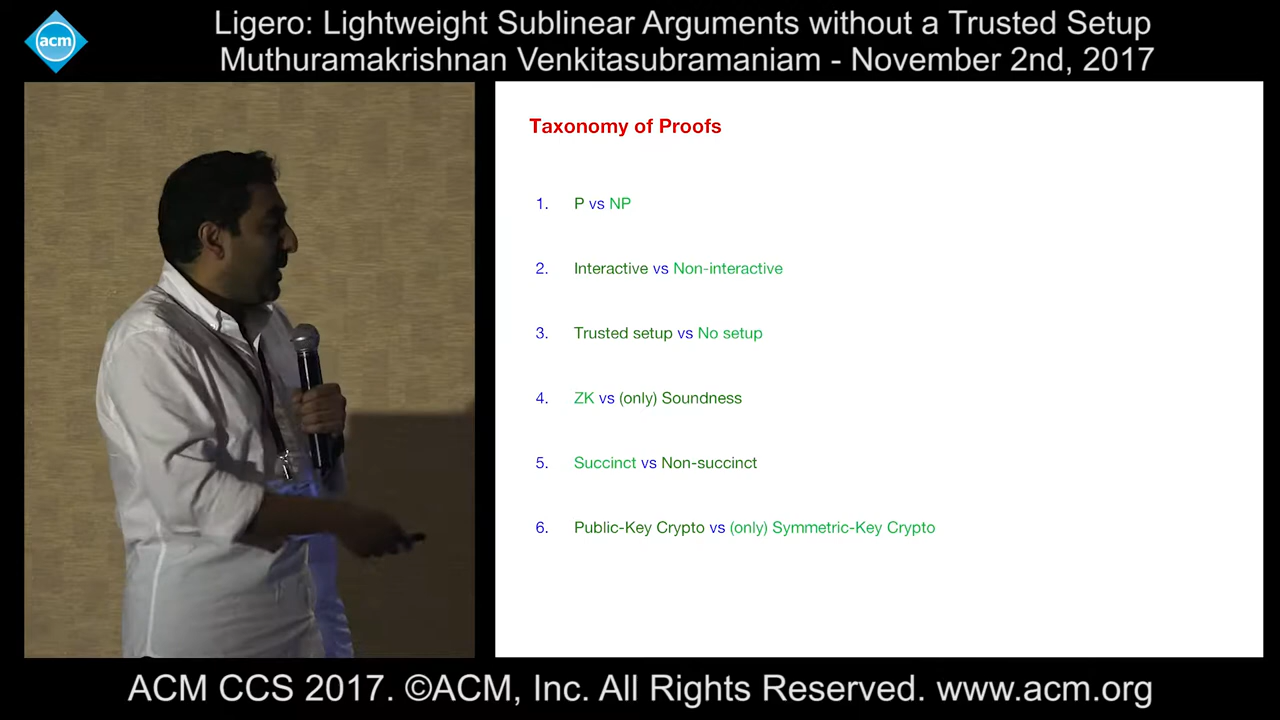 acm
Ligero: Lightweight Sublinear Arguments without a Trusted Setup
Muthuramakrishnan Venkitasubramaniam - November 2nd, 2017
Taxonomy of Proofs
1. P vs NP
2. Interactive vs Non-interactive
3. Trusted setup vs No setup
4. ZK vs (only) Soundness
5. Succinct vs Non-succinct
6. Public-Key Crypto vs (only) Symmetric-Key Crypto
ACM CCS 2017. ©ACM, Inc. All Rights Reserved. www.acm.org